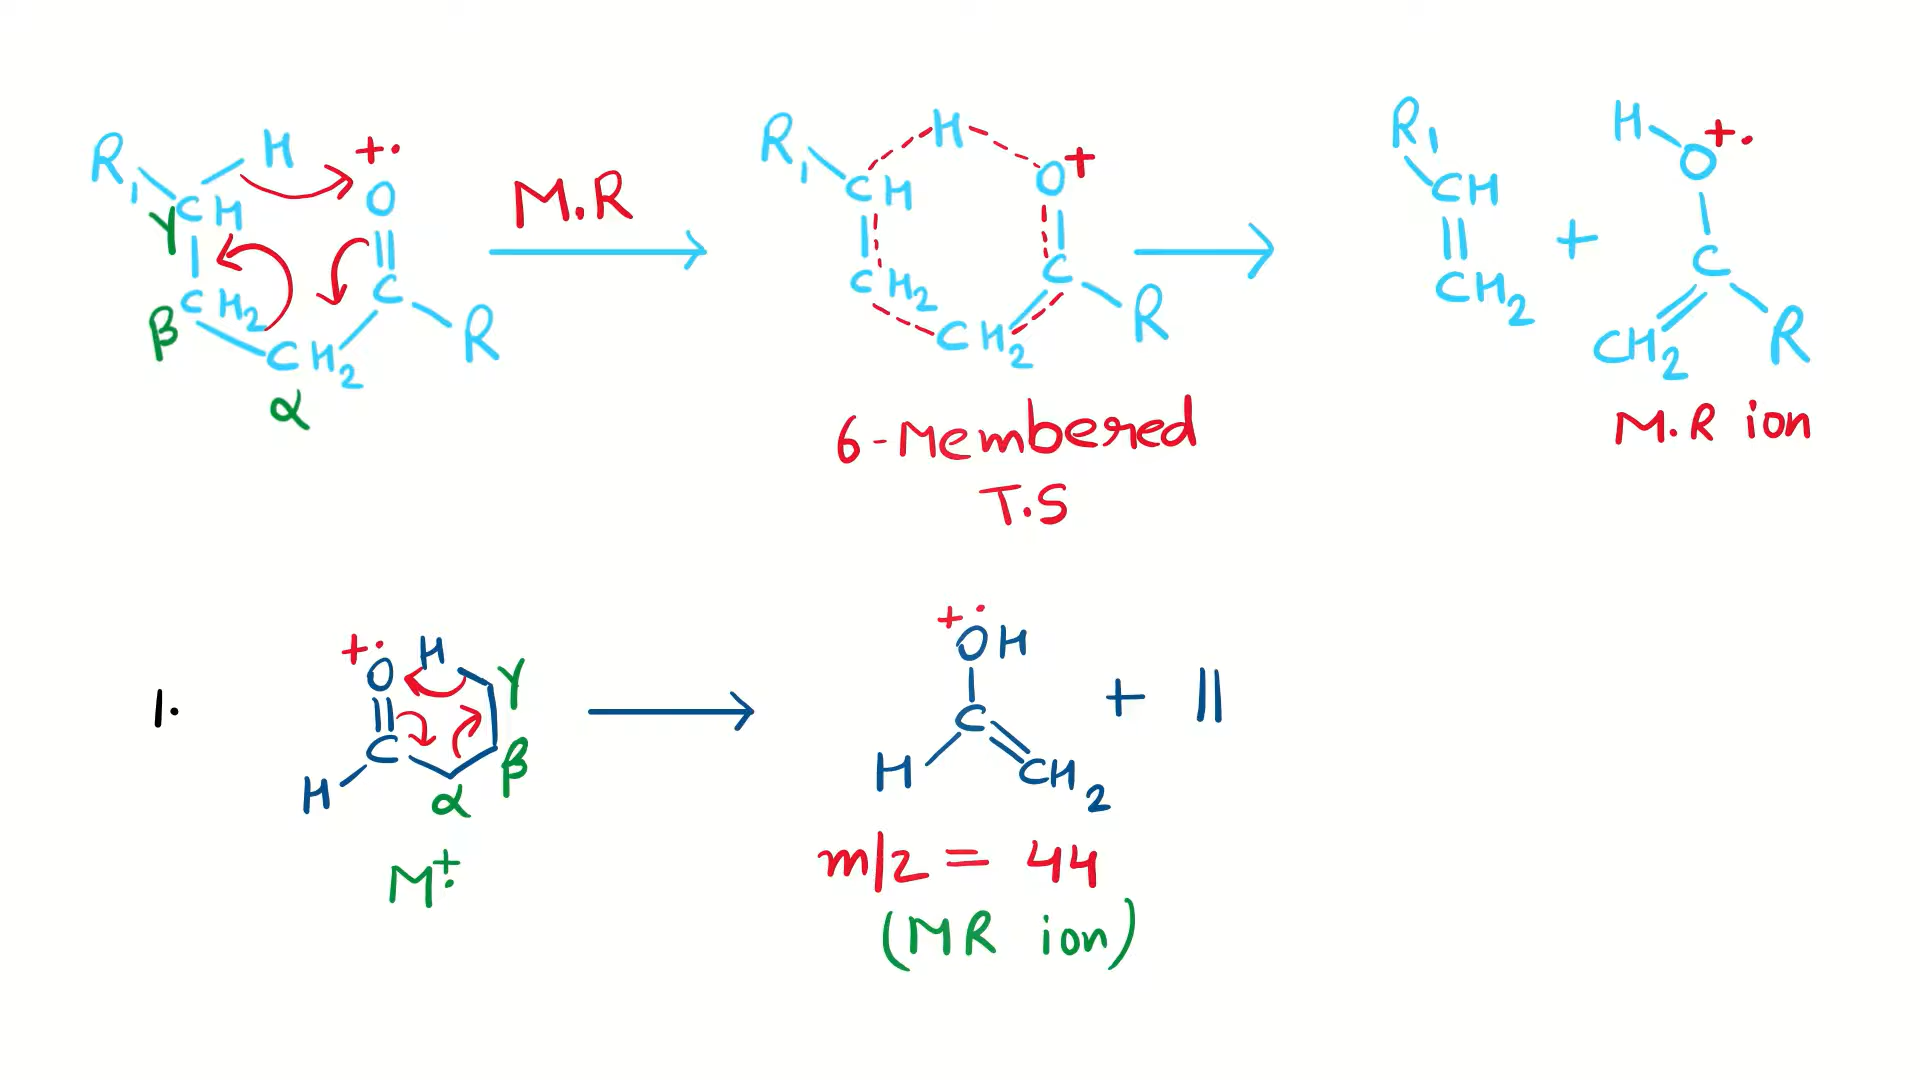 R₁ H +· O CH γ CH₂ β CH₂ α C R
M.R
R₁ H O+ CH CH₂ CH₂ C R
6-Membered
T.S
R₁ CH CH₂
+
H O+· C CH₂ R
M.R ion
1.
+· O H γ C β α H
M+·
+· OH C H CH₂
+
m/z = 44
(MR ion)